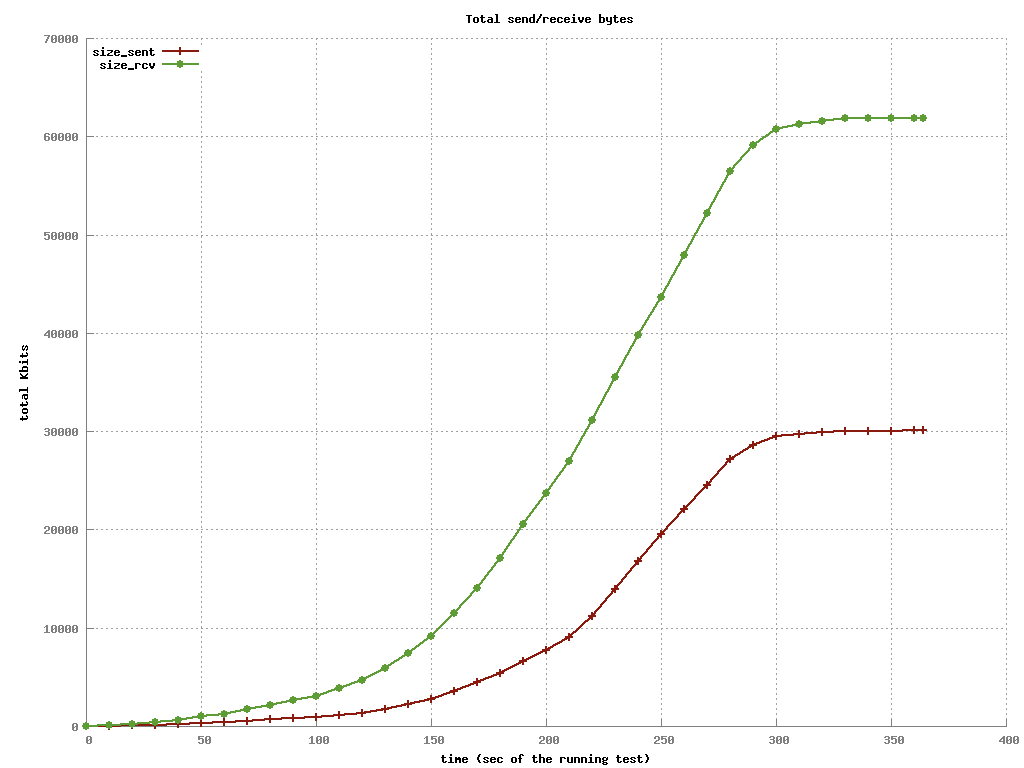 Total send/receive bytes
70000
size_sent
size_rcv
60000
50000
40000
total Kbits
30000
20000
10000
0
0 50 100 150 200 250 300 350 400
time (sec of the running test)